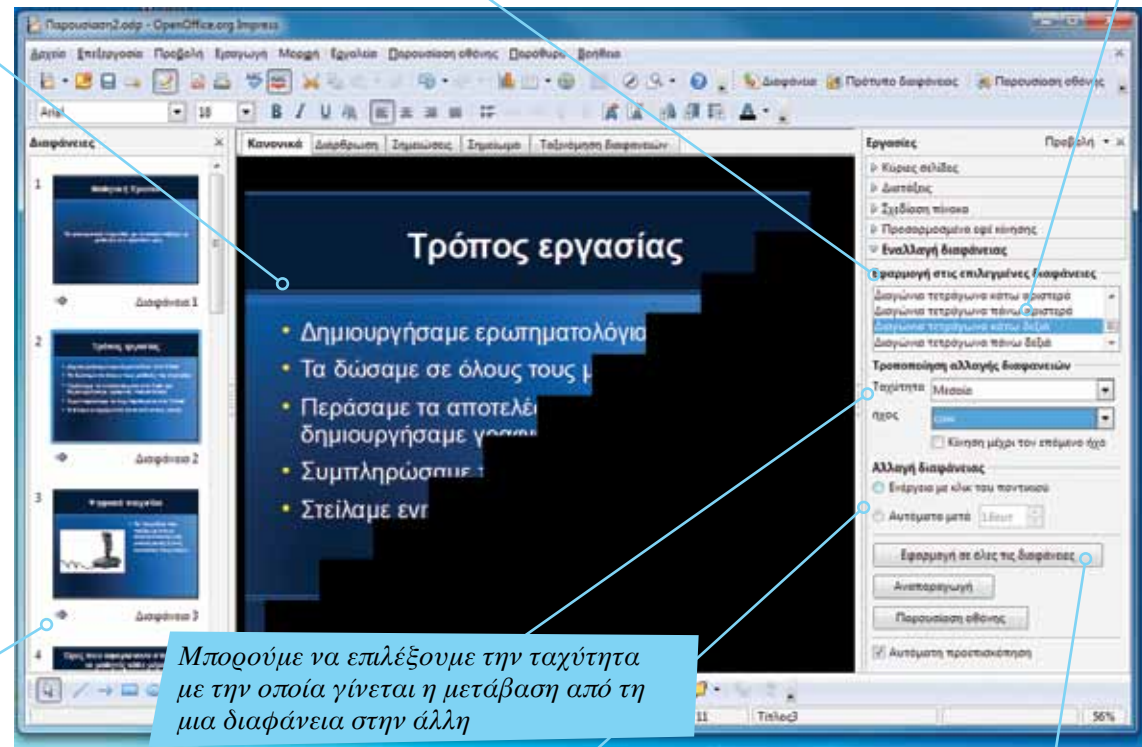 Παρουσίαση2.odp - OpenOffice.org Impress
Αρχείο Επεξεργασία Προβολή Εισαγωγή Μορφή Εργαλεία Παρουσίαση οθόνης Παράθυρο Βοήθεια
Διαφάνεια Πρότυπο διαφάνειας Παρουσίαση οθόνης
Arial 18 B I U A
Διαφάνειες
Κανονικά Διάρθρωση Σημειώσεις Σημείωμα Ταξινόμηση διαφανειών
1
Διαφάνεια 1
2
Τρόπος εργασίας
Διαφάνεια 2
3
Διαφάνεια 3
4
Τρόπος εργασίας
• Δημιουργήσαμε ερωτηματολόγιο
• Τα δώσαμε σε όλους τους μ
• Περάσαμε τα αποτελέ
δημιουργήσαμε γραφ
• Συμπληρώσαμε τ
• Στείλαμε ενη
Εργασίες Προβολή
Κύριες σελίδες
Διατάξεις
Σχεδίαση πίνακα
Προσαρμοσμένα εφέ κίνησης
Εναλλαγή διαφάνειας
Εφαρμογή στις επιλεγμένες διαφάνειες
Διαγώνια τετράγωνα κάτω αριστερά
Διαγώνια τετράγωνα πάνω αριστερά
Διαγώνια τετράγωνα κάτω δεξιά
Διαγώνια τετράγωνα πάνω δεξιά
Τροποποίηση αλλαγής διαφανειών
Ταχύτητα Μεσαία
ήχος
Κίνηση μέχρι τον επόμενο ήχο
Αλλαγή διαφάνειας
Ενέργεια με κλικ του ποντικιού
Αυτόματα μετά
Εφαρμογή σε όλες τις διαφάνειες
Αναπαραγωγή
Παρουσίαση οθόνης
Αυτόματη προεπισκόπηση
Μπορούμε να επιλέξουμε την ταχύτητα
με την οποία γίνεται η μετάβαση από τη
μια διαφάνεια στην άλλη
11 Τίτλος3 56%